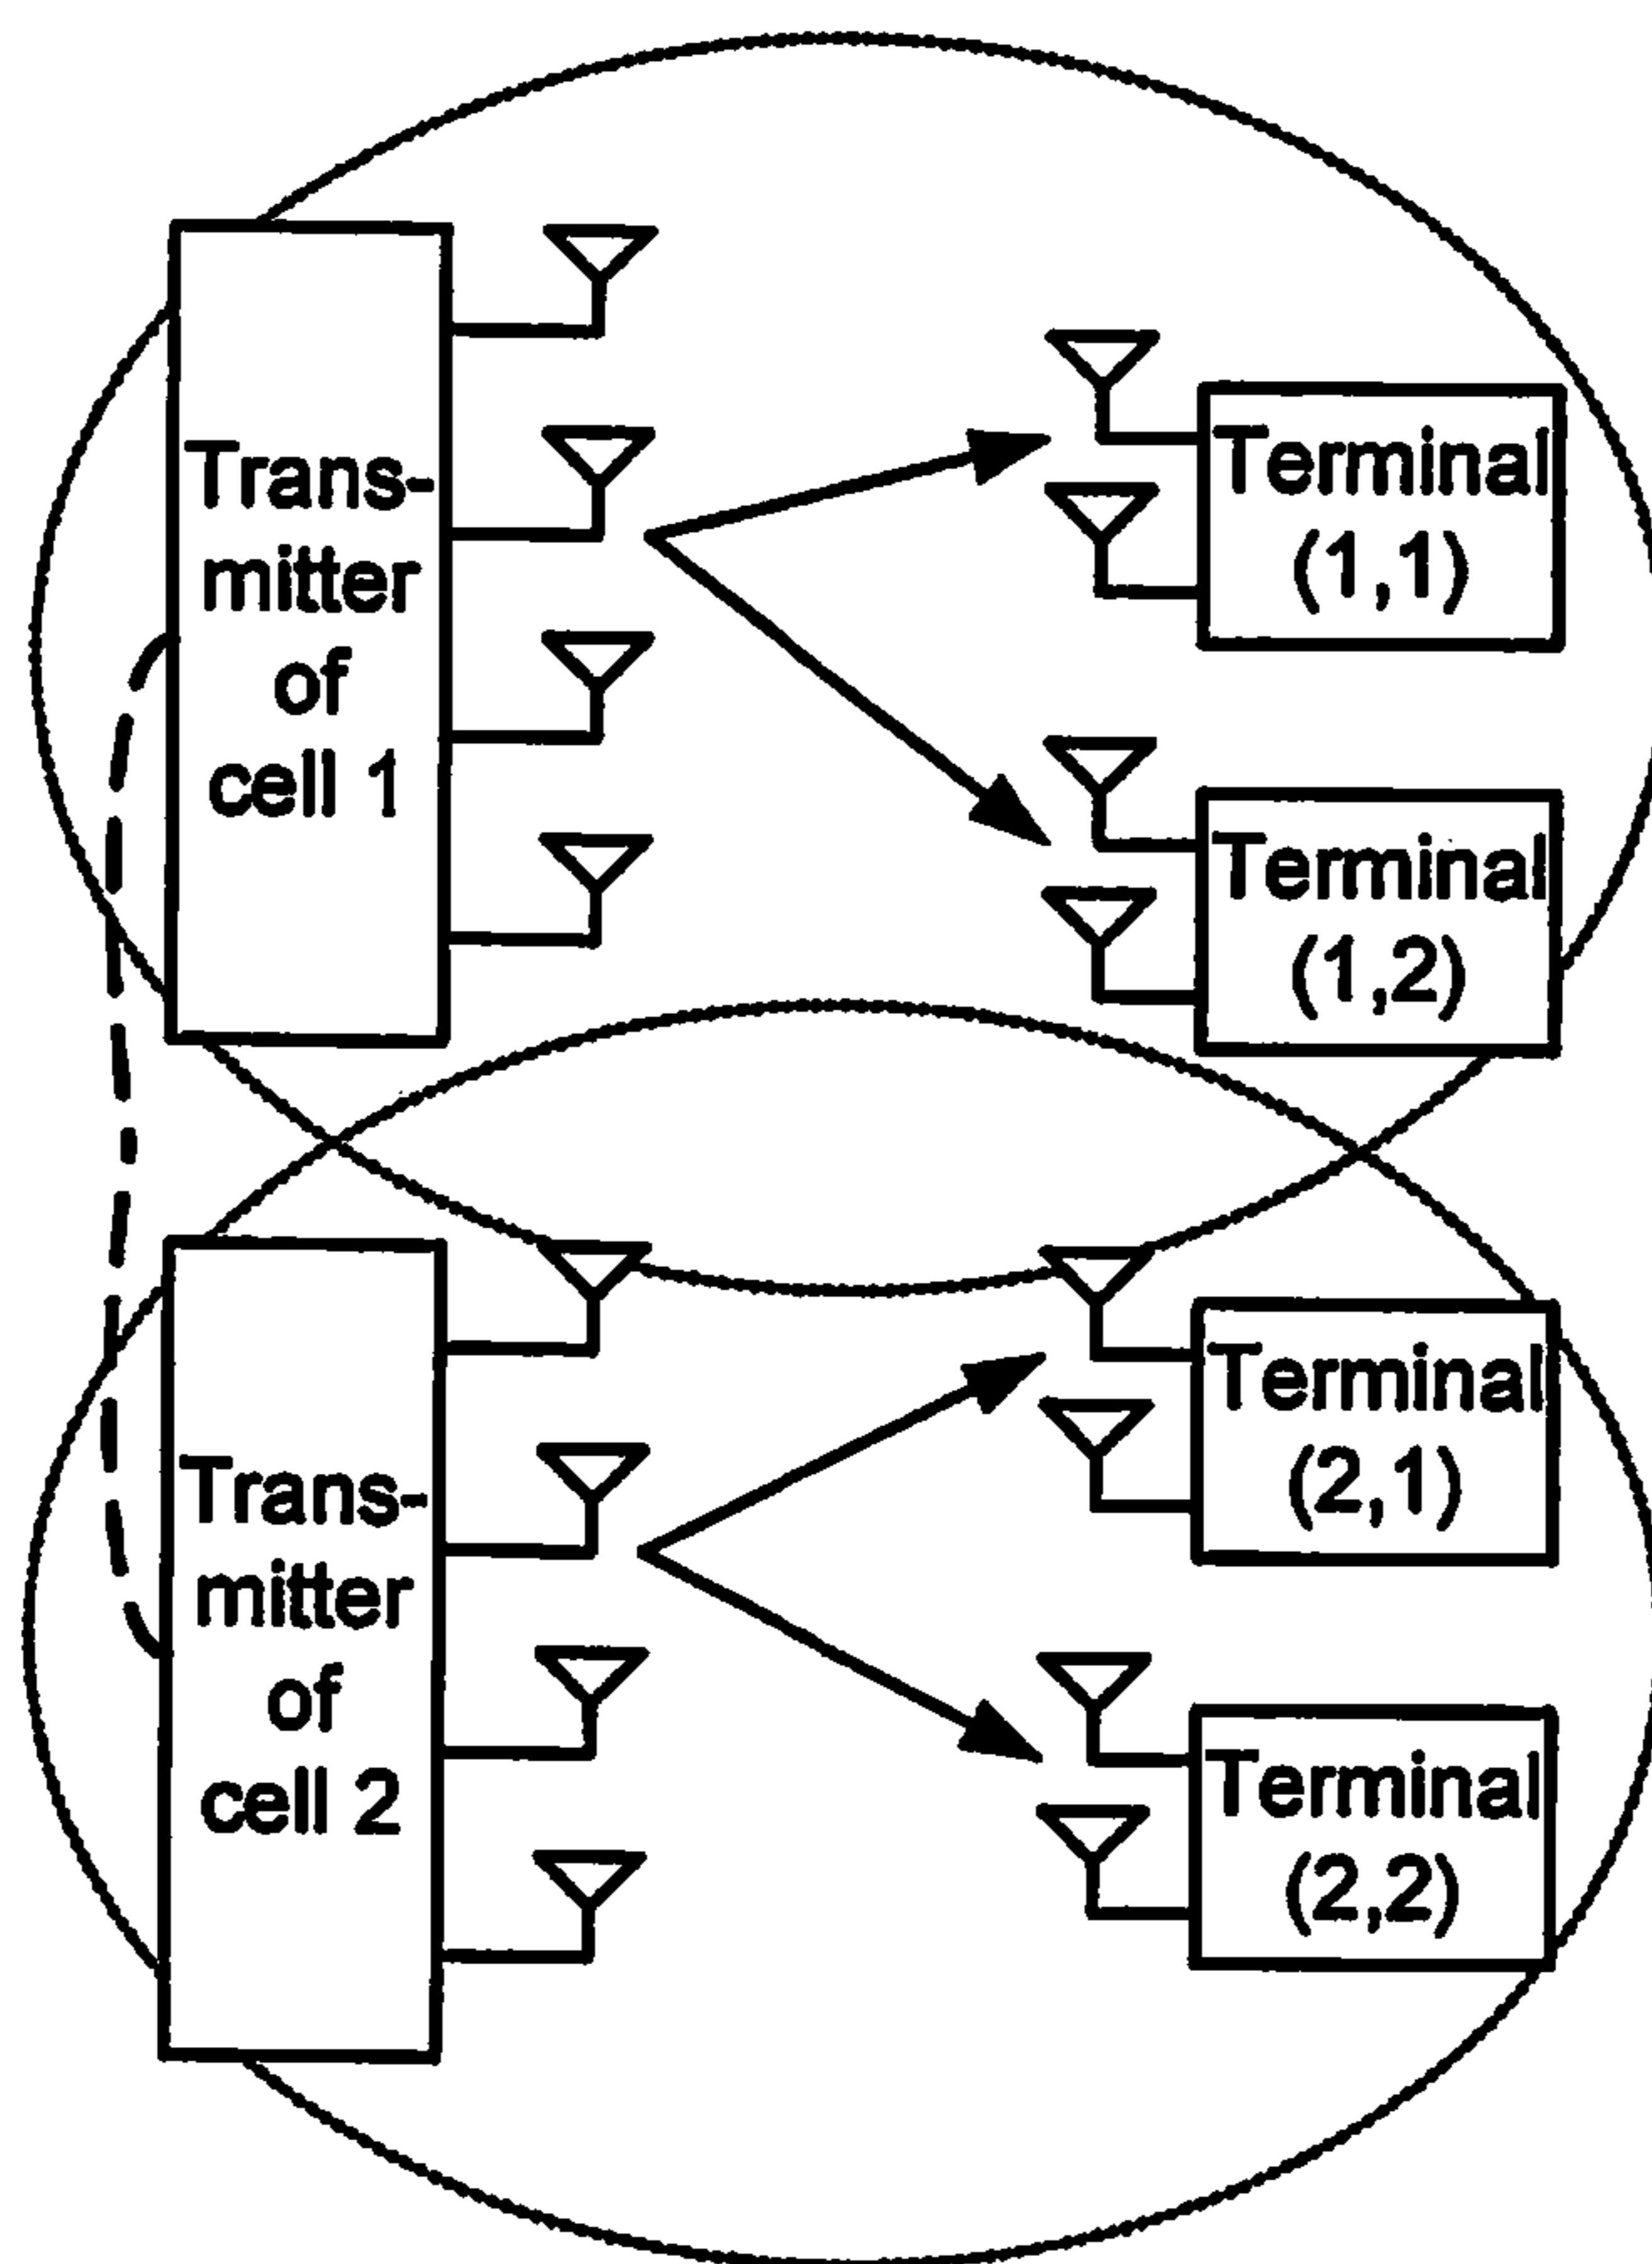 Trans-
mitter
of
cell 1
Terminal
(1,1)
Terminal
(1,2)
Trans-
mitter
of
cell 2
Terminal
(2,1)
Terminal
(2,2)